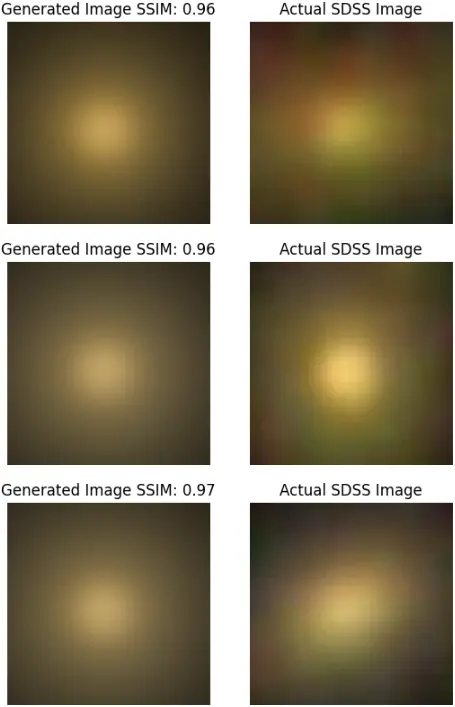 Generated Image SSIM: 0.96
Actual SDSS Image
Generated Image SSIM: 0.96
Actual SDSS Image
Generated Image SSIM: 0.97
Actual SDSS Image